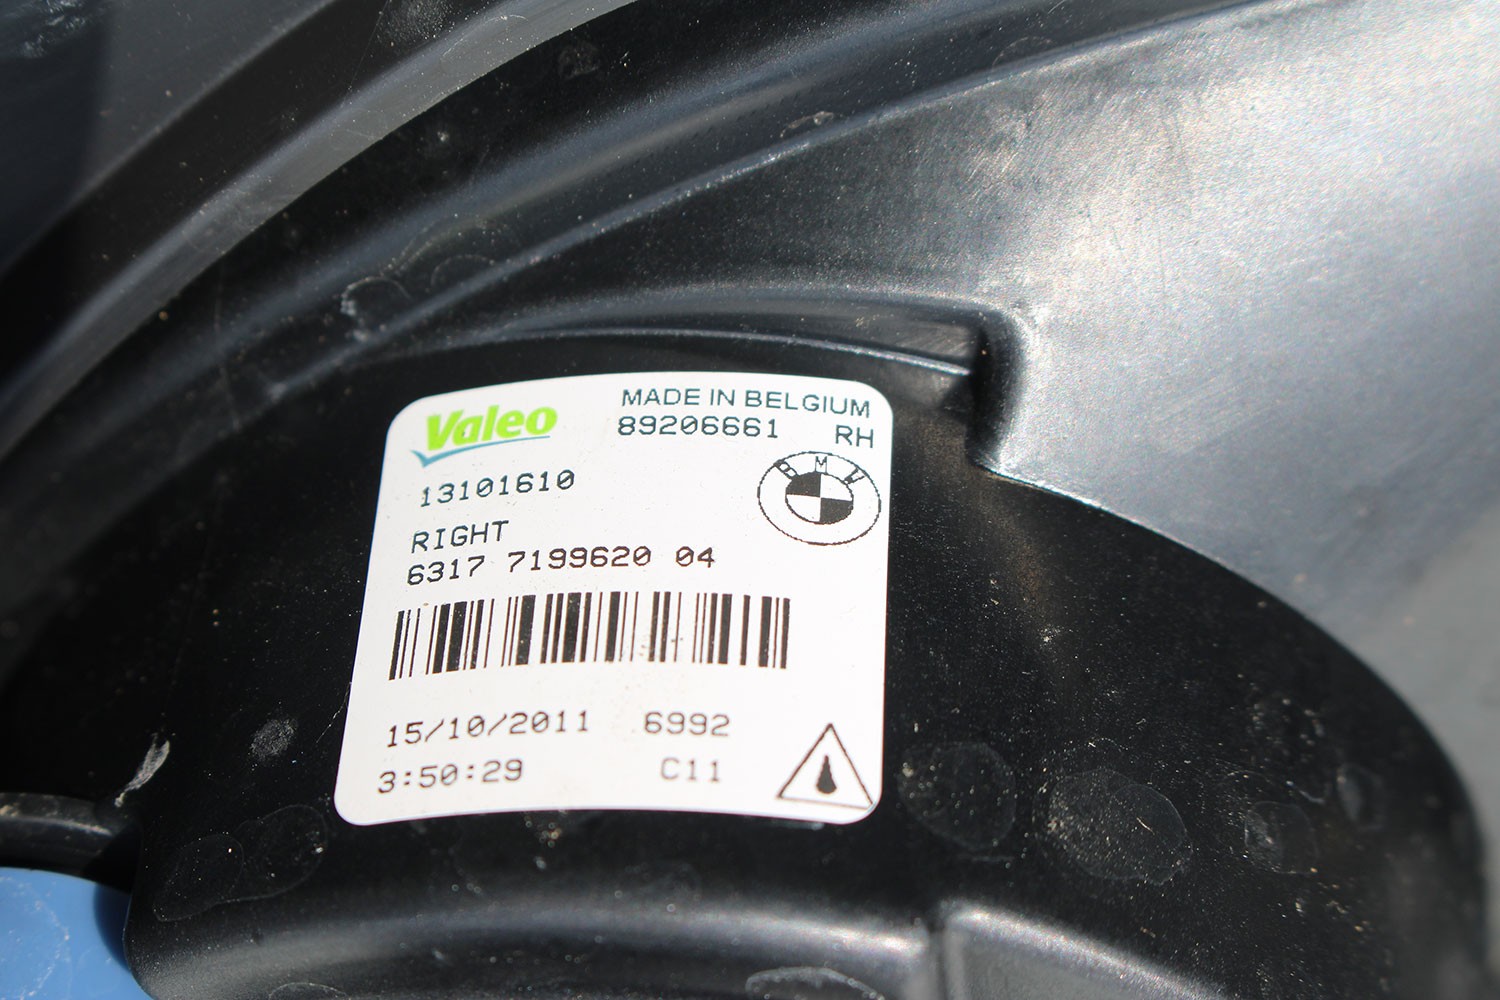 Valeo
MADE IN BELGIUM
89206661 RH
BMW
13101610
RIGHT
6317 7199620 04
15/10/2011 6992
3:50:29 C11